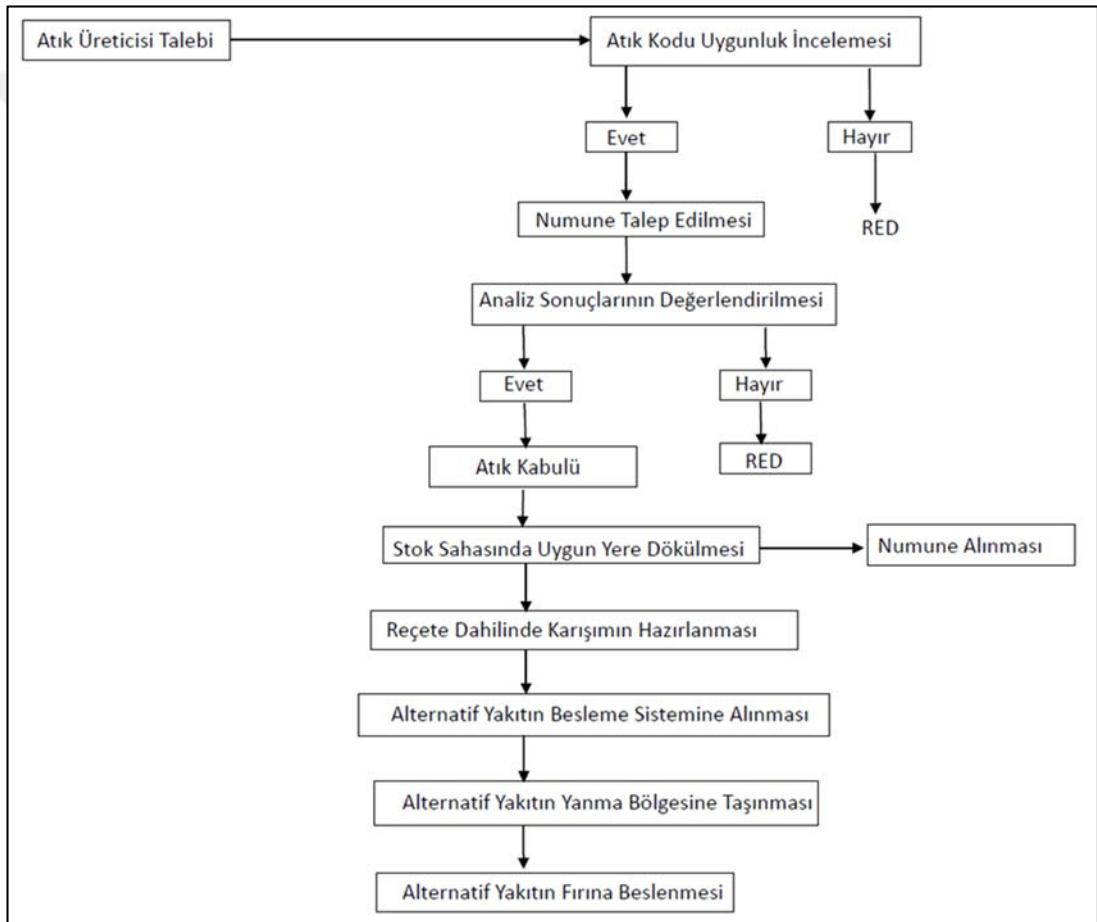 Atık Üreticisi Talebi
Atık Kodu Uygunluk İncelemesi
Evet
Hayır
Numune Talep Edilmesi
RED
Analiz Sonuçlarının Değerlendirilmesi
Evet
Hayır
Atık Kabulü
RED
Stok Sahasında Uygun Yere Dökülmesi
Numune Alınması
Reçete Dahilinde Karışımın Hazırlanması
Alternatif Yakıtın Besleme Sistemine Alınması
Alternatif Yakıtın Yanma Bölgesine Taşınması
Alternatif Yakıtın Fırına Beslenmesi